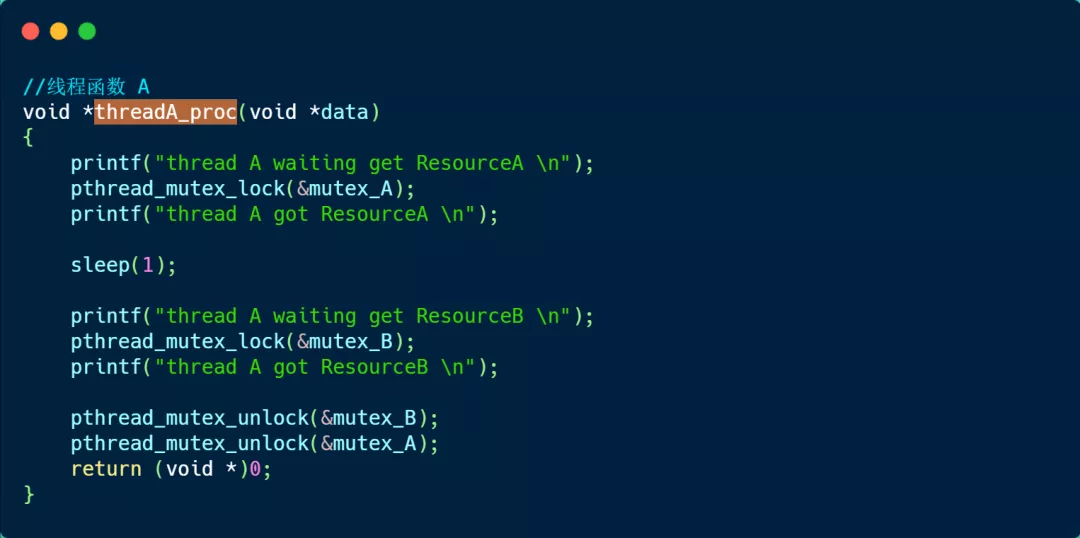 //线程函数 A
void *threadA_proc(void *data)
{
    printf("thread A waiting get ResourceA \n");
    pthread_mutex_lock(&mutex_A);
    printf("thread A got ResourceA \n");

    sleep(1);

    printf("thread A waiting get ResourceB \n");
    pthread_mutex_lock(&mutex_B);
    printf("thread A got ResourceB \n");

    pthread_mutex_unlock(&mutex_B);
    pthread_mutex_unlock(&mutex_A);
    return (void *)0;
}